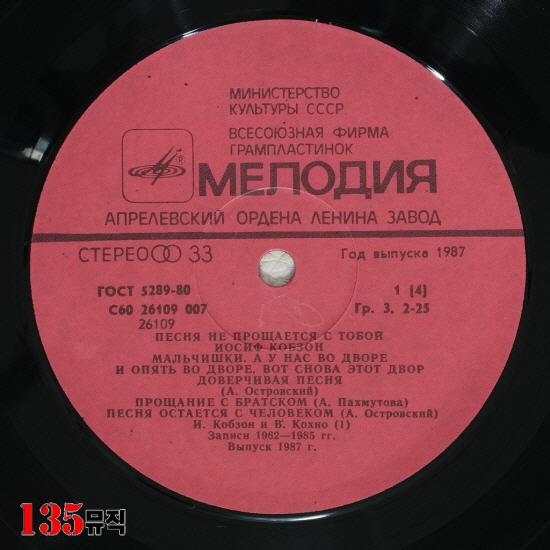 МИНИСТЕРСТВО
КУЛЬТУРЫ СССР
ВСЕСОЮЗНАЯ ФИРМА
ГРАМПЛАСТИНОК
® МЕЛОДИЯ
АПРЕЛЕВСКИЙ ОРДЕНА ЛЕНИНА ЗАВОД
СТЕРЕО 33
Год выпуска 1987
ГОСТ 5289-80
1 [4]
С60 26109 007
Гр. 3. 2-25
26109
ПЕСНЯ НЕ ПРОЩАЕТСЯ С ТОБОЙ
ИОСИФ КОБЗОН
МАЛЬЧИШКИ, А У НАС ВО ДВОРЕ
И ОПЯТЬ ВО ДВОРЕ, ВОТ СНОВА ЭТОТ ДВОР
ДОВЕРЧИВАЯ ПЕСНЯ
(А. Островский)
ПРОЩАНИЕ С БРАТСКОМ (А. Пахмутова)
ПЕСНЯ ОСТАЕТСЯ С ЧЕЛОВЕКОМ (А. Островский)
И. Кобзон и В. Кохно (1)
Записи 1962—1985 гг.
Выпуск 1987 г.
135뮤직